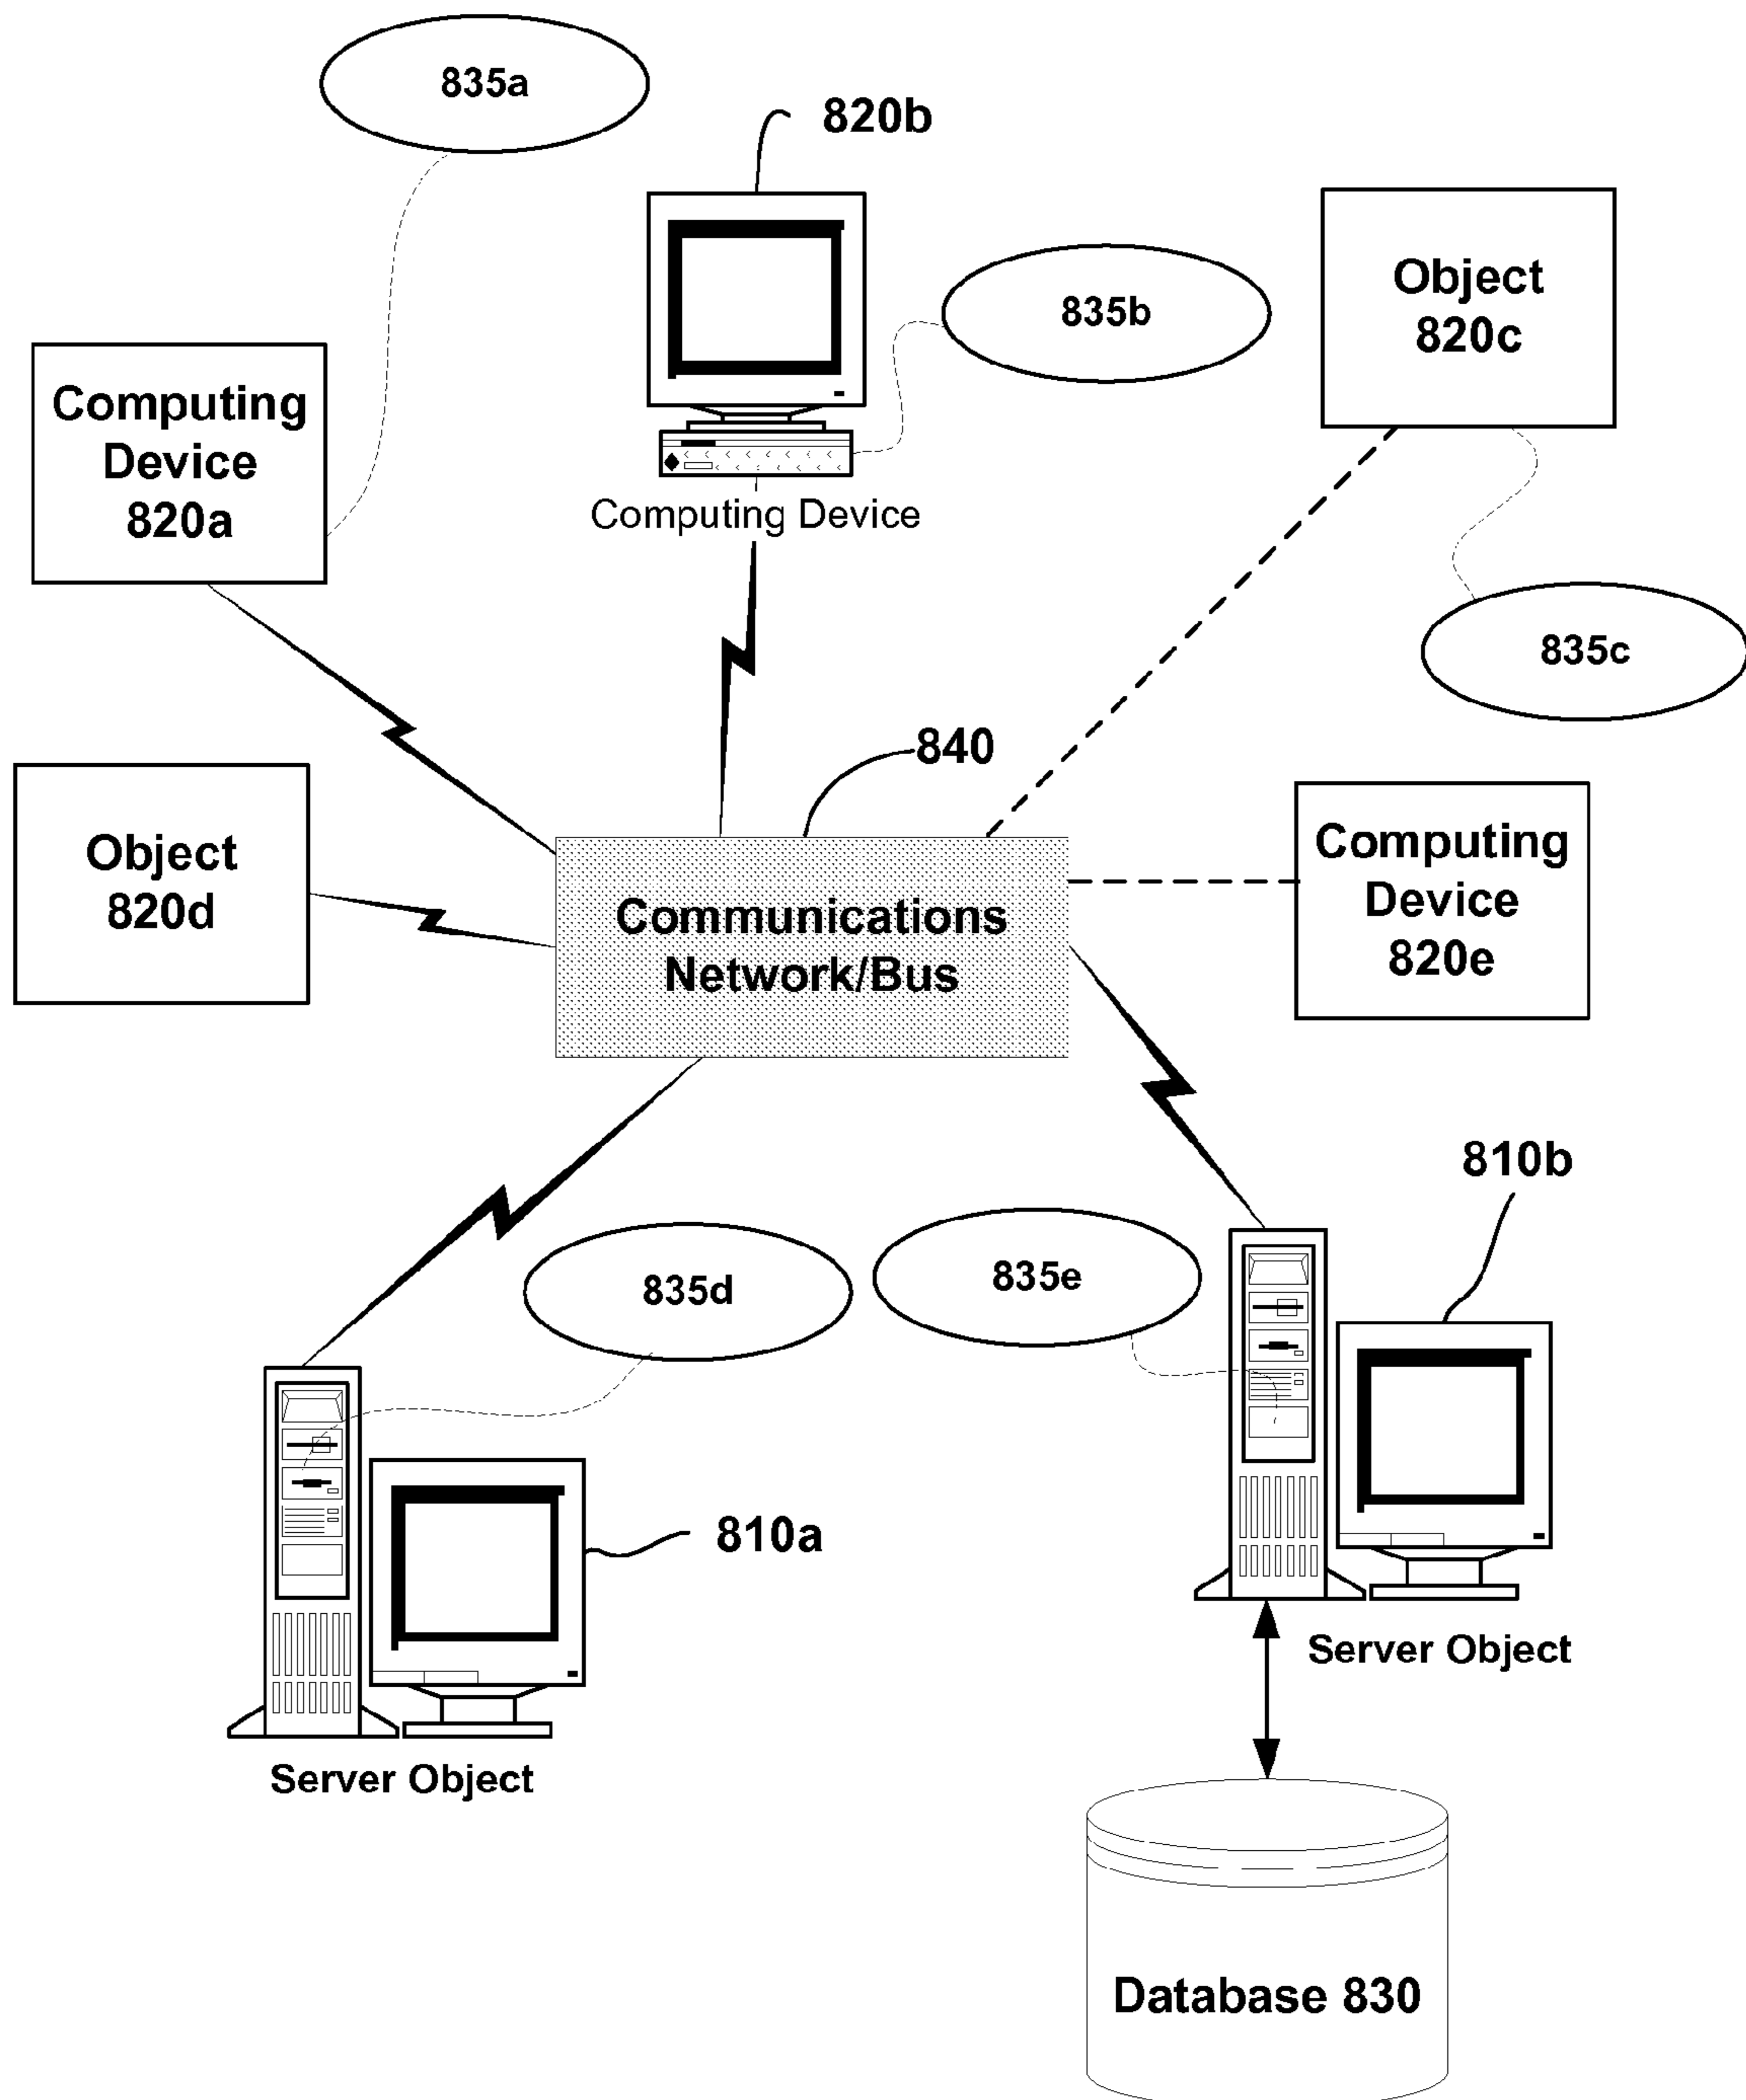 835a
820b
835b
Object
820c
Computing
Device
820a
Computing Device
835c
840
Object
820d
Computing
Device
820e
Communications
Network/Bus
810b
835d
835e
810a
Server Object
Server Object
Database 830